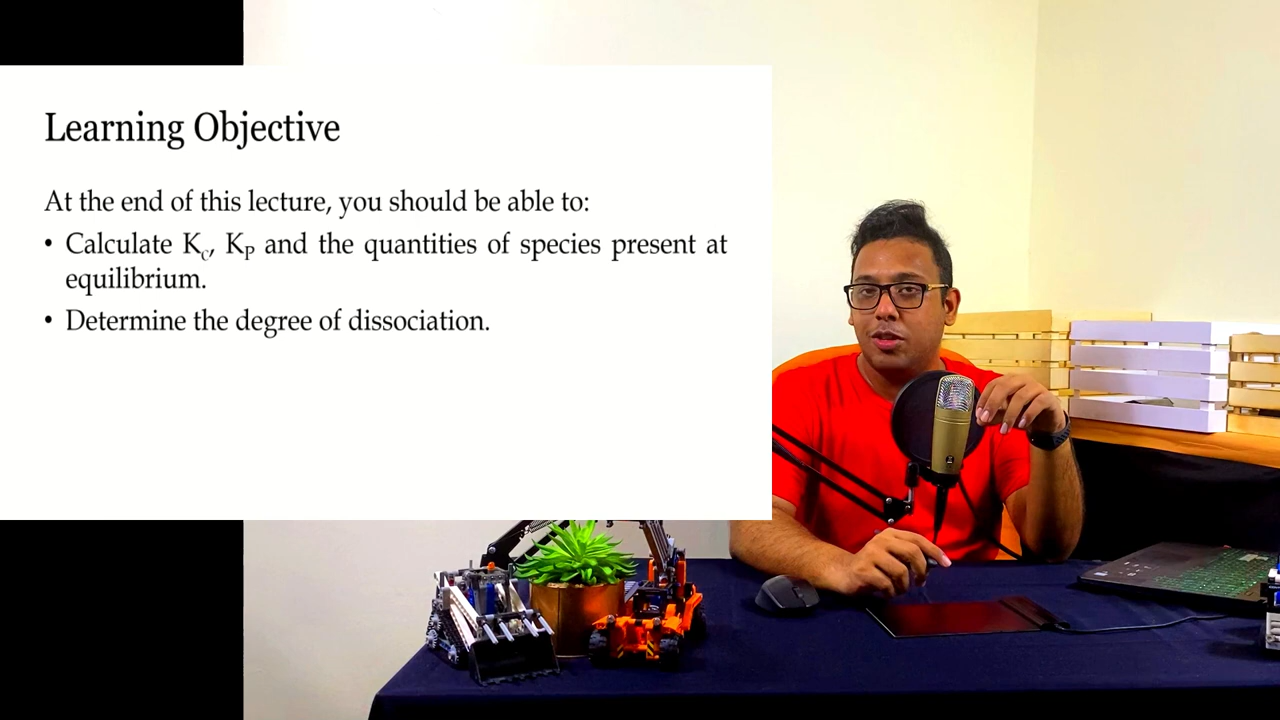 Learning Objective
At the end of this lecture, you should be able to:
• Calculate Kc, KP and the quantities of species present at
equilibrium.
• Determine the degree of dissociation.